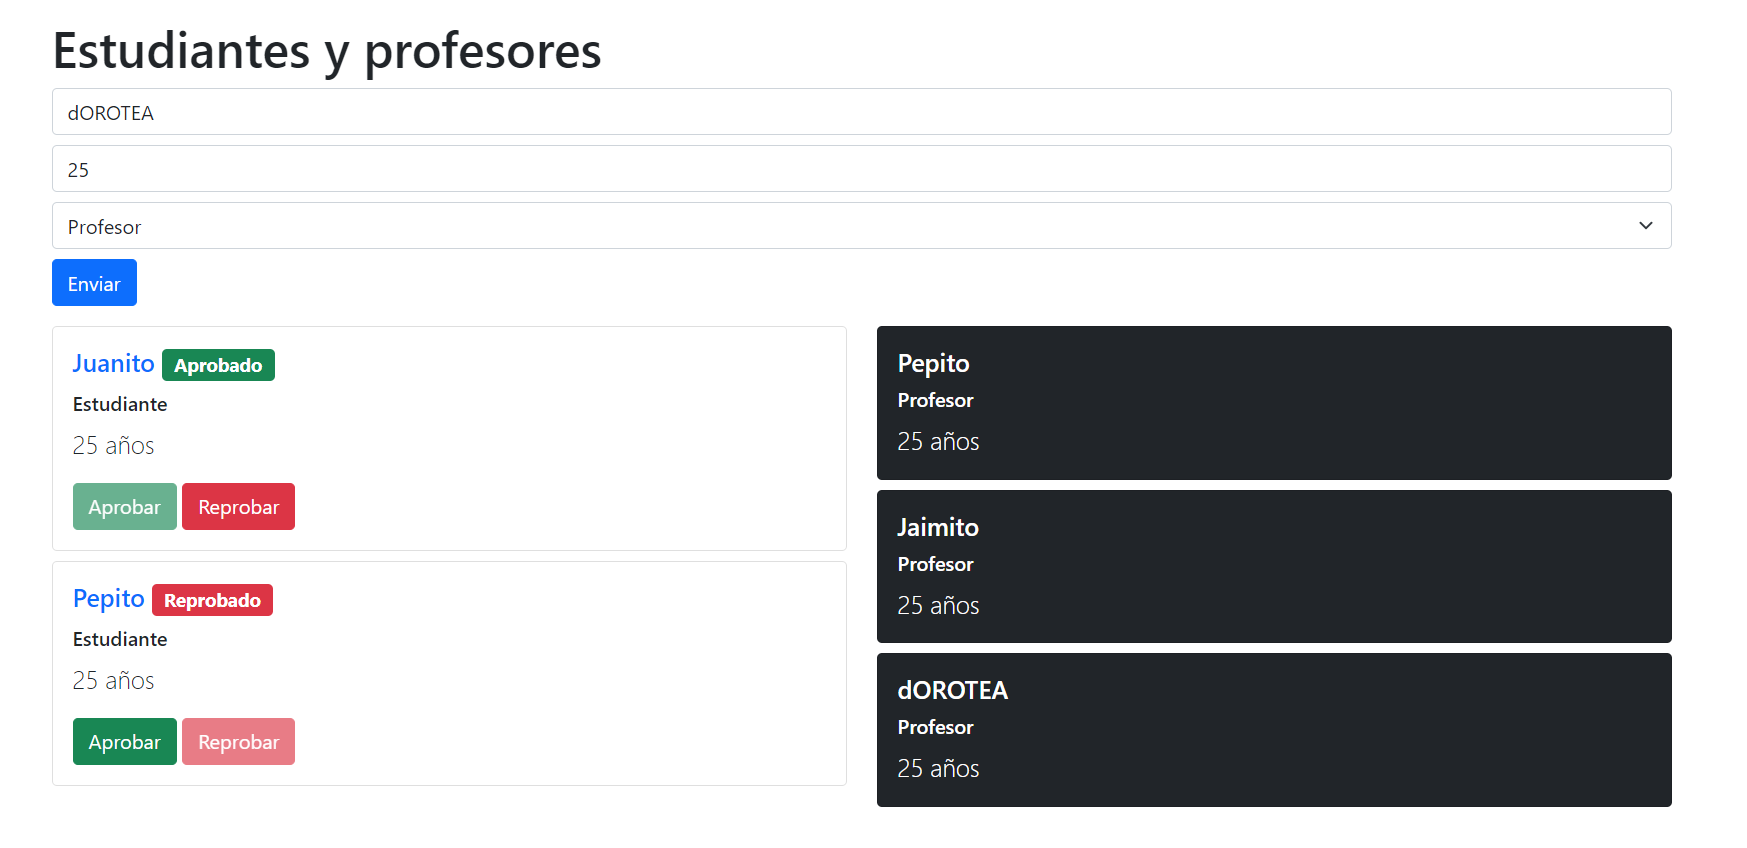 Estudiantes y profesores
dOROTEA
25
Profesor
Enviar
Juanito Aprobado
Estudiante
25 años
Aprobar Reprobar
Pepito Reprobado
Estudiante
25 años
Aprobar Reprobar
Pepito
Profesor
25 años
Jaimito
Profesor
25 años
dOROTEA
Profesor
25 años